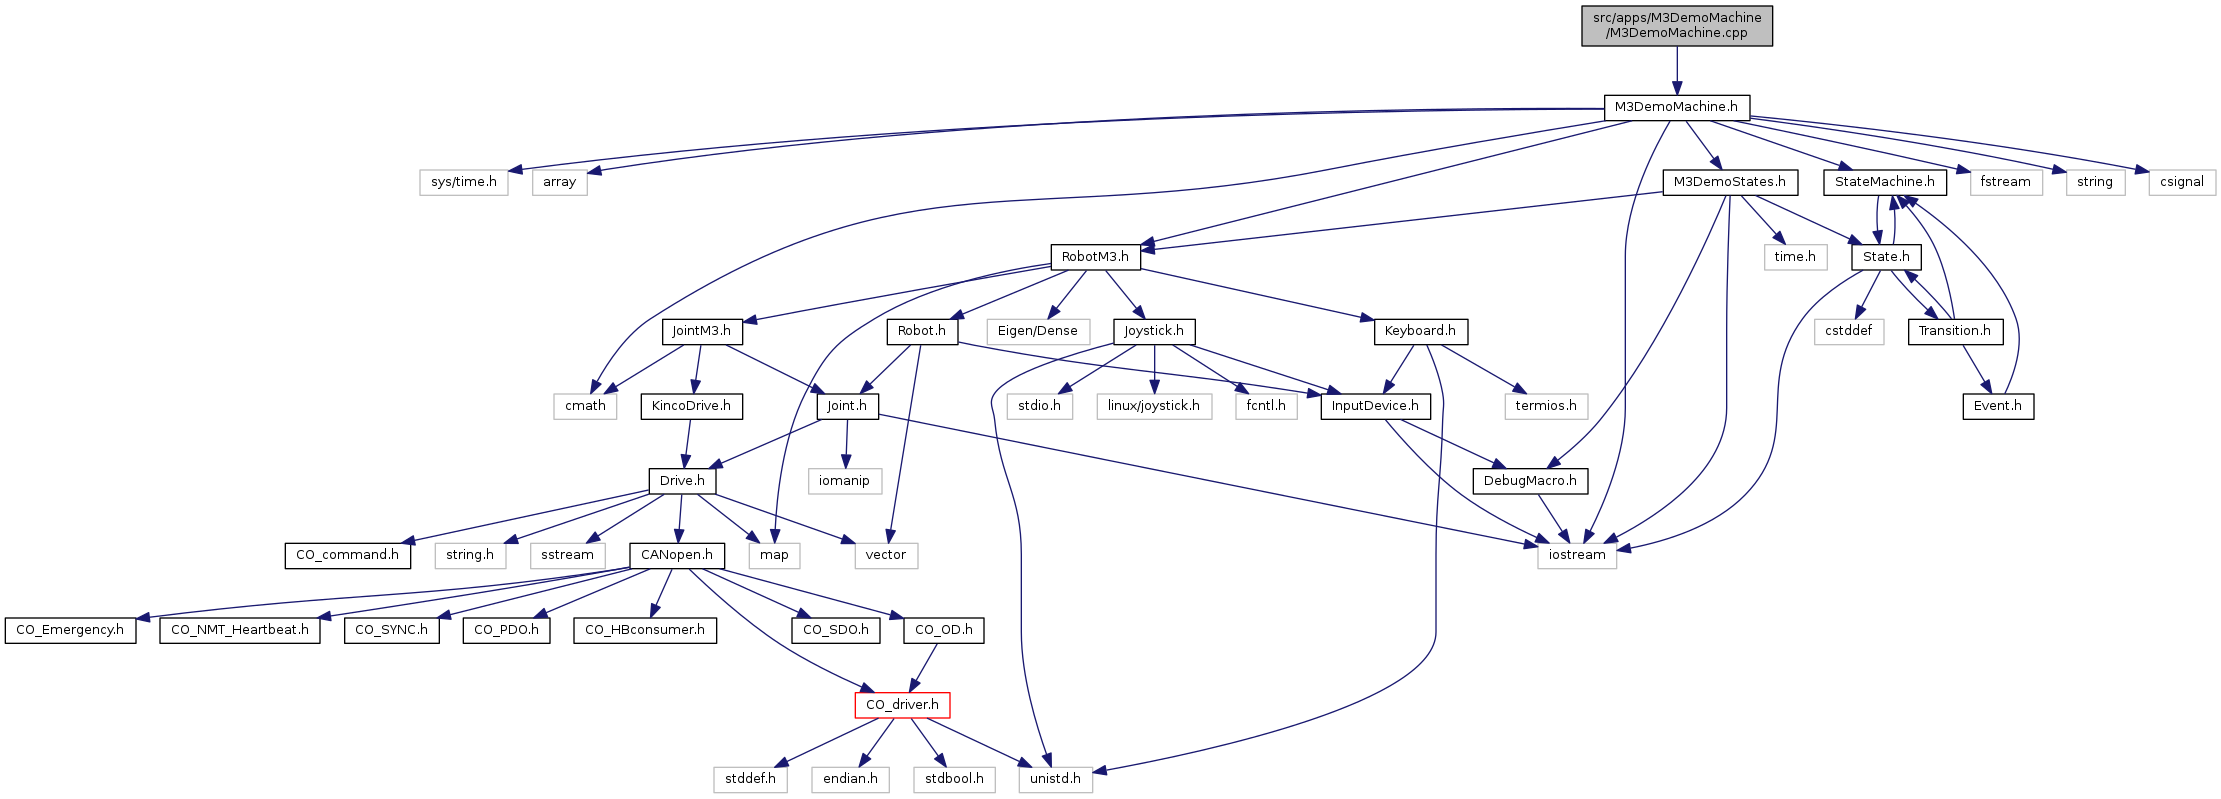 src/apps/M3DemoMachine
/M3DemoMachine.cpp
M3DemoMachine.h
sys/time.h
array
M3DemoStates.h
StateMachine.h
fstream
string
csignal
RobotM3.h
time.h
State.h
JointM3.h
Robot.h
Eigen/Dense
Joystick.h
Keyboard.h
cstddef
Transition.h
cmath
KincoDrive.h
Joint.h
stdio.h
linux/joystick.h
fcntl.h
InputDevice.h
termios.h
Event.h
Drive.h
iomanip
DebugMacro.h
CO_command.h
string.h
sstream
CANopen.h
map
vector
iostream
CO_Emergency.h
CO_NMT_Heartbeat.h
CO_SYNC.h
CO_PDO.h
CO_HBconsumer.h
CO_SDO.h
CO_OD.h
CO_driver.h
stddef.h
endian.h
stdbool.h
unistd.h